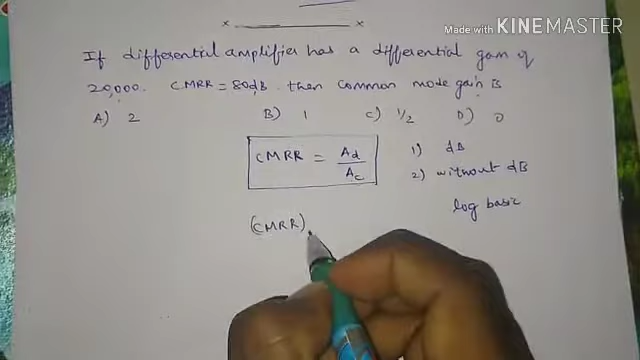 Made with KINEMASTER
If differential amplifier has a differential gain of
20,000. CMRR = 80dB. then common mode gain is
A) 2 B) 1 C) 1/2 D) 0
CMRR = Ad/Ac
1) dB
2) without dB
log basic
(CMRR)